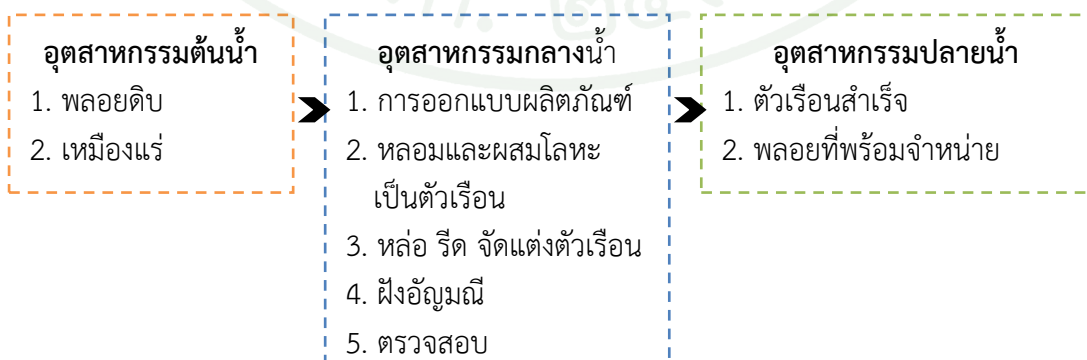 อุตสาหกรรมต้นน้ำ
1. พลอยดิบ
2. เหมืองแร่
อุตสาหกรรมกลางน้ำ
1. การออกแบบผลิตภัณฑ์
2. หลอมและผสมโลหะ
เป็นตัวเรือน
3. หล่อ รีด จัดแต่งตัวเรือน
4. ฝังอัญมณี
5. ตรวจสอบ
อุตสาหกรรมปลายน้ำ
1. ตัวเรือนสำเร็จ
2. พลอยที่พร้อมจำหน่าย